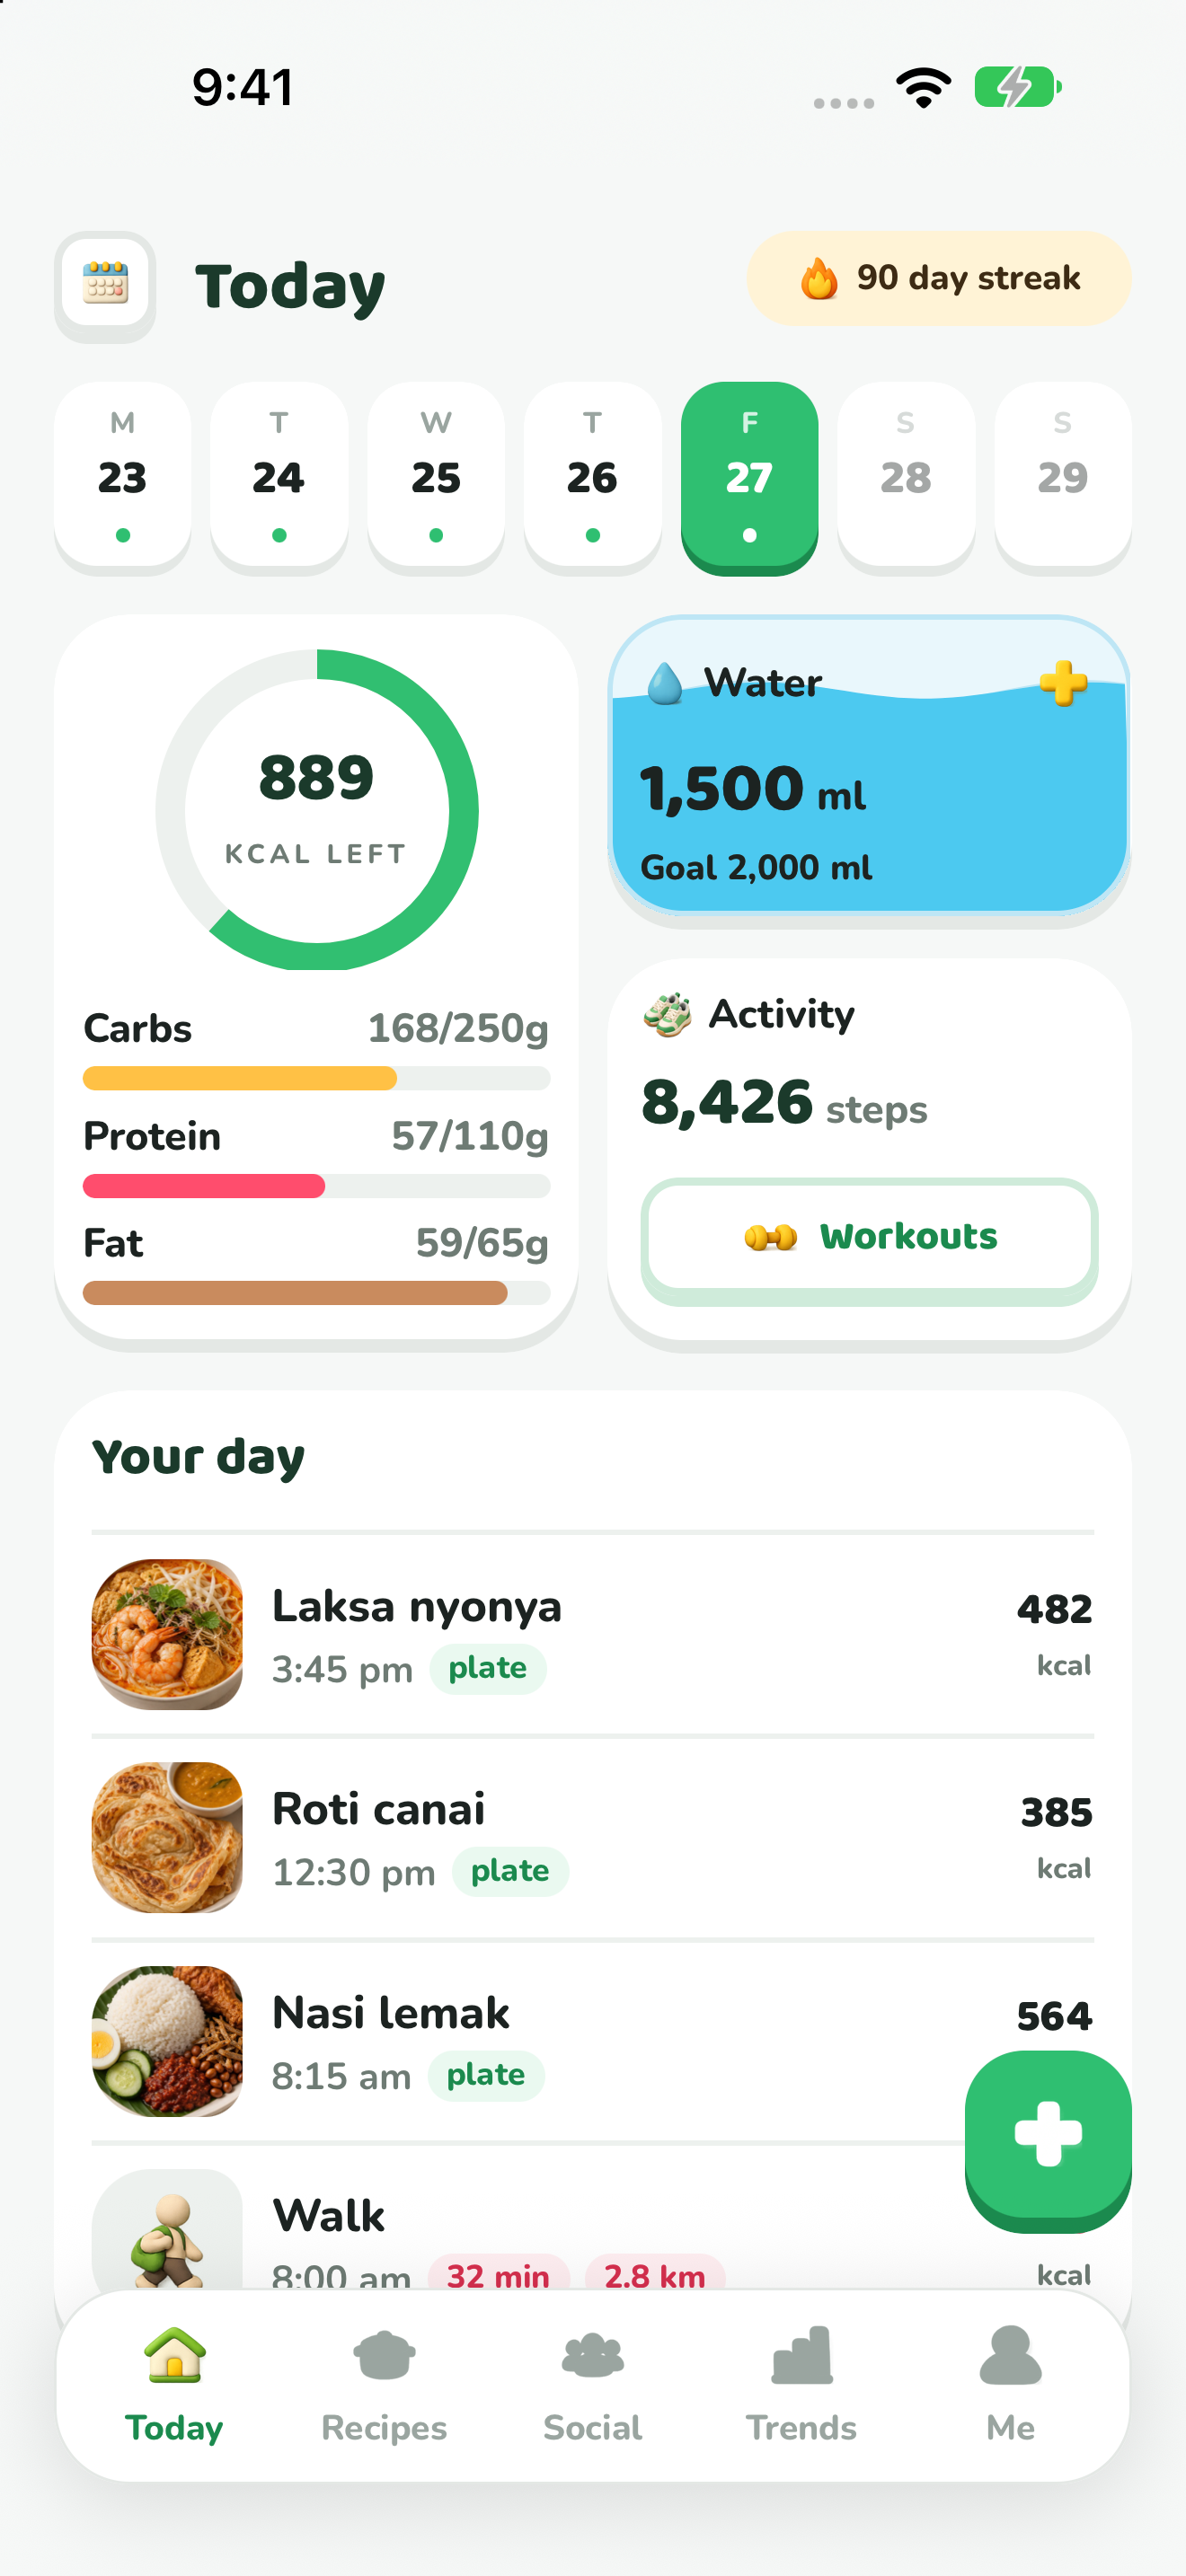 9:41
Today
90 day streak
M T W T F S S
23 24 25 26 27 28 29
889
KCAL LEFT
Carbs 168/250g
Protein 57/110g
Fat 59/65g
Water
1,500 ml
Goal 2,000 ml
Activity
8,426 steps
Workouts
Your day
Laksa nyonya 482
3:45 pm plate kcal
Roti canai 385
12:30 pm plate kcal
Nasi lemak 564
8:15 am plate
Walk
8:00 am 32 min 2.8 km kcal
Today Recipes Social Trends Me